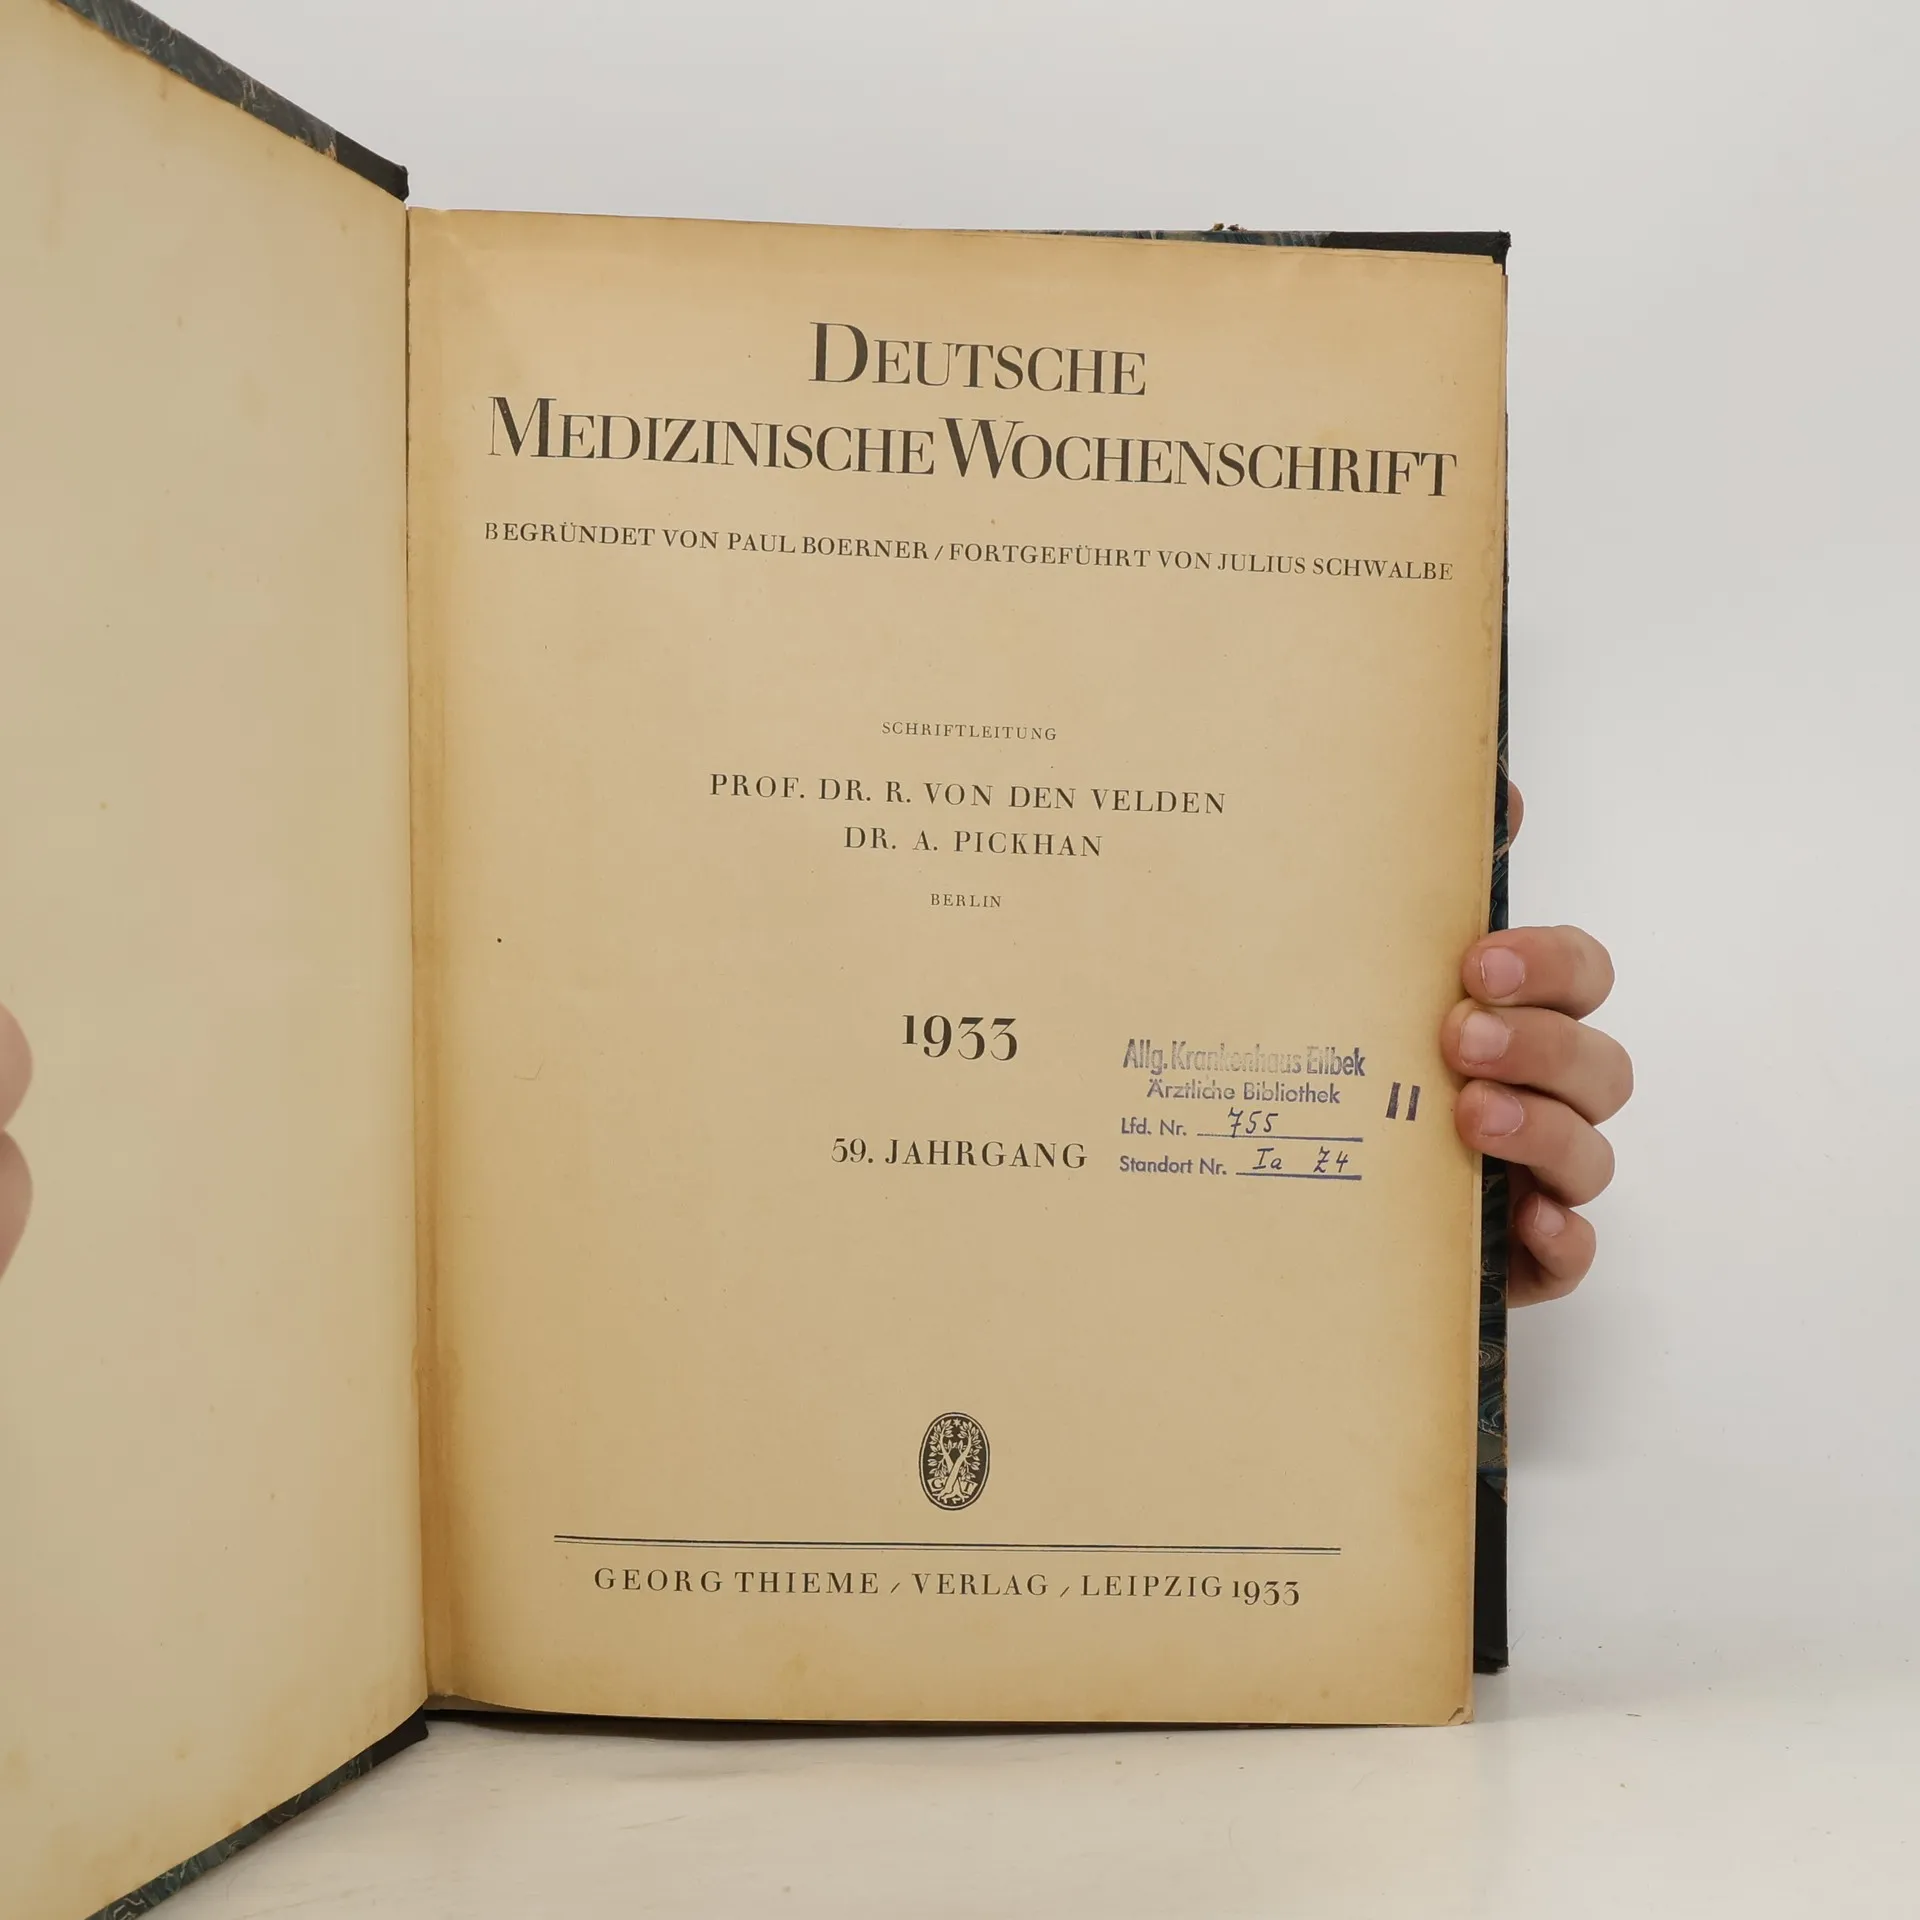 DEUTSCHE
MEDIZINISCHE WOCHENSCHRIFT
BEGRÜNDET VON PAUL BOERNER / FORTGEFÜHRT VON JULIUS SCHWALBE
SCHRIFTLEITUNG
PROF. DR. R. VON DEN VELDEN
DR. A. PICKHAN
BERLIN
1933
59. JAHRGANG
Allg. Krankenhaus Eilbek
Ärztliche Bibliothek
Lfd. Nr. 755
Standort Nr. Ia Z4
II
GEORG THIEME / VERLAG / LEIPZIG 1933